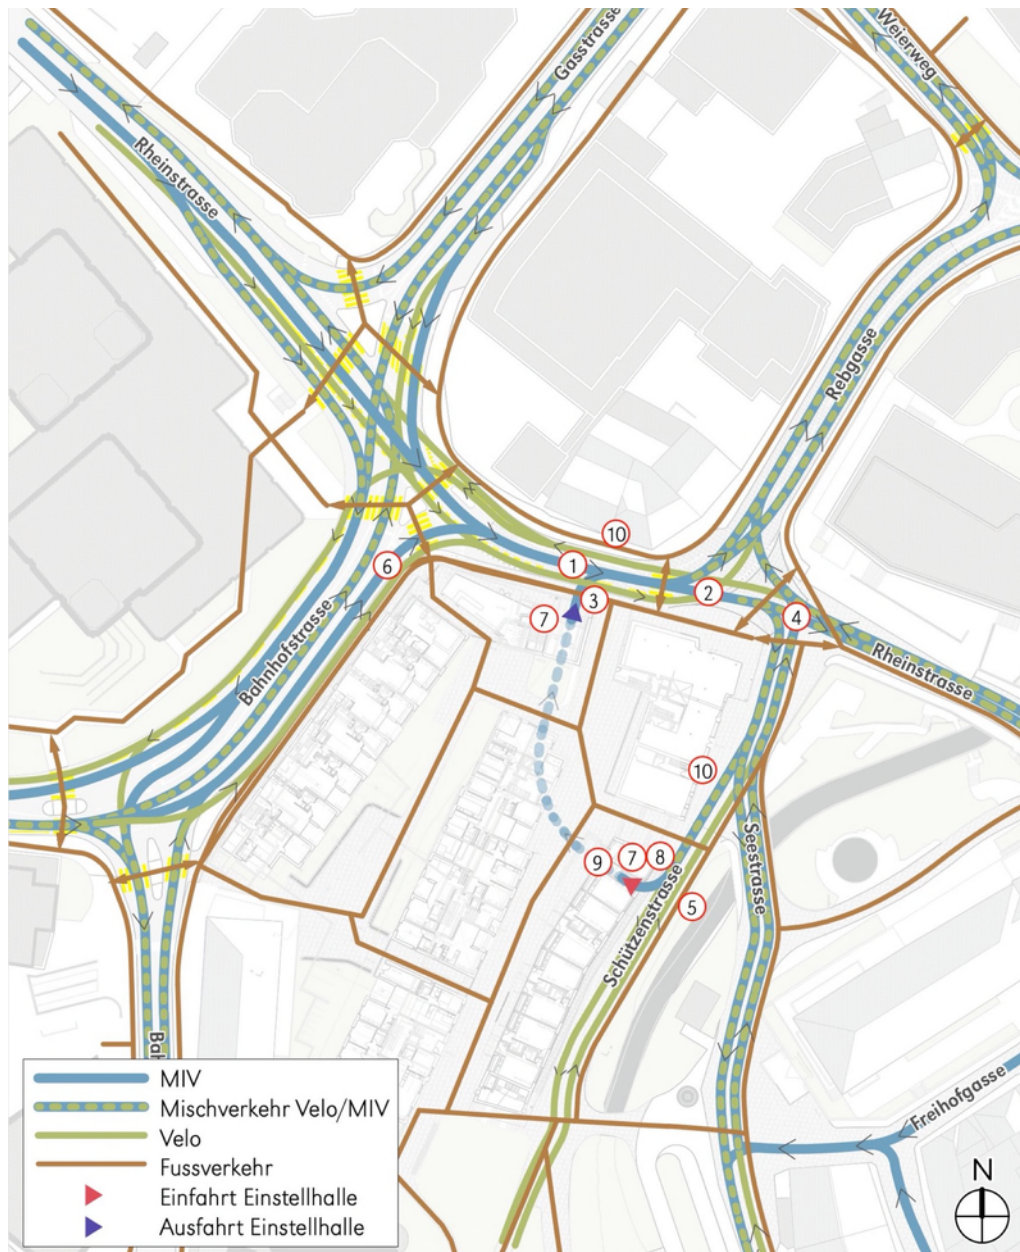 Gasstrasse
Weierweg
Rheinstrasse
Rebgasse
10
1
6
2
3
7
4
Rheinstrasse
Bahnhofstrasse
10
Seestrasse
9
7
8
5
Schützenstrasse
Bah
Freihofgasse
MIV
Mischverkehr Velo/MIV
Velo
Fussverkehr
Einfahrt Einstellhalle
Ausfahrt Einstellhalle
N